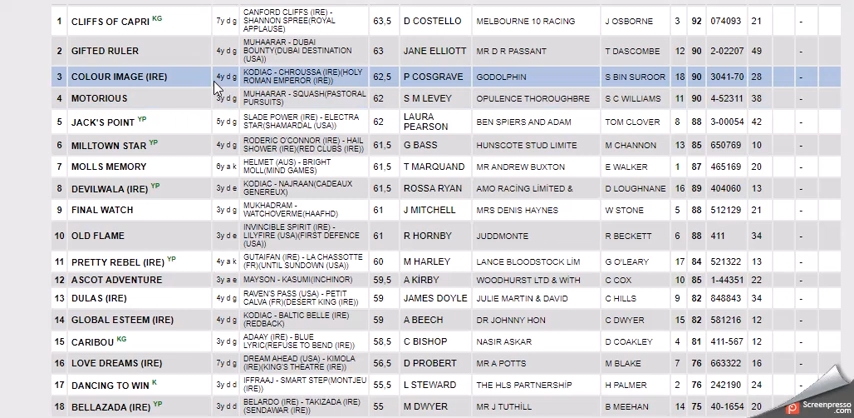 1 CLIFFS OF CAPRI KG 7y d g CANFORD CLIFFS (IRE) - SHANNON SPREE(ROYAL APPLAUSE) 62,5 D COSTELLO MELBOURNE 10 RACING J OSBORNE 3 92 074093 21 -
2 GIFTED RULER 4y d g MUHAARAR - DUBAI BOUNTY(DUBAI DESTINATION (USA)) 63 JANE ELLIOTT MR D R PASSANT T DASCOMBE 12 90 2-02207 49 -
3 COLOUR IMAGE (IRE) 4y d g KODIAC - CHROUSSA (IRE)(HOLY ROMAN EMPEROR (IRE)) 62,5 P COSGRAVE GODOLPHIN S BIN SUROOR 18 90 3041-70 28 -
4 MOTORIOUS 3y d g MUHAARAR - SQUASH(PASTORAL PURSUITS) 62 S M LEVEY OPULENCE THOROUGHBRE S C WILLIAMS 11 90 4-52311 38 -
5 JACK'S POINT YP 5y d g SLADE POWER (IRE) - ELECTRA STAR(SHAMARDAL (USA)) 62 LAURA PEARSON BEN SPIERS AND ADAM TOM CLOVER 8 88 3-00054 42 -
6 MILLTOWN STAR YP 4y d g RODERIC O'CONNOR (IRE) - HAIL SHOWER (IRE)(RED CLUBS (IRE)) 61,5 G BASS HUNSCOTE STUD LIMITE M CHANNON 13 85 650769 10 -
7 MOLLS MEMORY 6y a k HELMET (AUS) - BRIGHT MOLL(MIND GAMES) 61,5 T MARQUAND MR ANDREW BUXTON E WALKER 1 87 465169 20 -
8 DEVILWALA (IRE) YP 3y d e KODIAC - NAJRAAN(CADEAUX GENEREUX) 61,5 ROSSA RYAN AMO RACING LİMİTED & D LOUGHNANE 16 89 404060 13 -
9 FINAL WATCH 3y d g MUKHADRAM - WATCHOVERME(HAAFHD) 61 J MITCHELL MRS DENIS HAYNES W STONE 5 88 512129 21 -
10 OLD FLAME 3y d e INVINCIBLE SPIRIT (IRE) - LILYFIRE (USA)(FIRST DEFENCE (USA)) 61 R HORNBY JUDDMONTE R BECKETT 6 88 411 34 -
11 PRETTY REBEL (IRE) YP 4y a k GUTAIFAN (IRE) - LA CHASSOTTE (FR)(UNTIL SUNDOWN (USA)) 60 M HARLEY LANCE BLOODSTOCK LİM G O'LEARY 17 84 521322 13 -
12 ASCOT ADVENTURE 3y a e MAYSON - KASUMI(INCHINOR) 59,5 A KIRBY WOODHURST LTD & WITH C COX 10 85 1-44351 22 -
13 DULAS (IRE) 4y d g RAVEN'S PASS (USA) - PETIT CALVA (FR)(DESERT KING (IRE)) 59 JAMES DOYLE JULIE MARTIN & DAVID C HILLS 9 82 848843 34 -
14 GLOBAL ESTEEM (IRE) 4y d g KODIAC - BALTIC BELLE (IRE)(REDBACK) 59 A BEECH DR JOHNNY HON C DWYER 15 82 581216 12 -
15 CARIBOU KG 3y d g ADAAY (IRE) - BLUE LYRIC(REFUSE TO BEND (IRE)) 58,5 C BISHOP NASIR ASKAR D COAKLEY 4 81 411-567 12 -
16 LOVE DREAMS (IRE) 7y d g DREAM AHEAD (USA) - KIMOLA (IRE)(KING'S THEATRE (IRE)) 56,5 D PROBERT MR A POTTS M BLAKE 7 76 663322 16 -
17 DANCING TO WIN K 3y d d IFFRAAJ - SMART STEP(MONTJEU (IRE)) 55,5 L STEWARD THE HLS PARTNERSHİP H PALMER 2 76 242190 24 -
18 BELLAZADA (IRE) YP 3y d d BELARDO (IRE) - TAKIZADA (IRE)(SENDAWAR (IRE)) 55 M DWYER MR J TUTHİLL B MEEHAN 14 75 40-1654 20
Screenpresso
Screenpresso.com